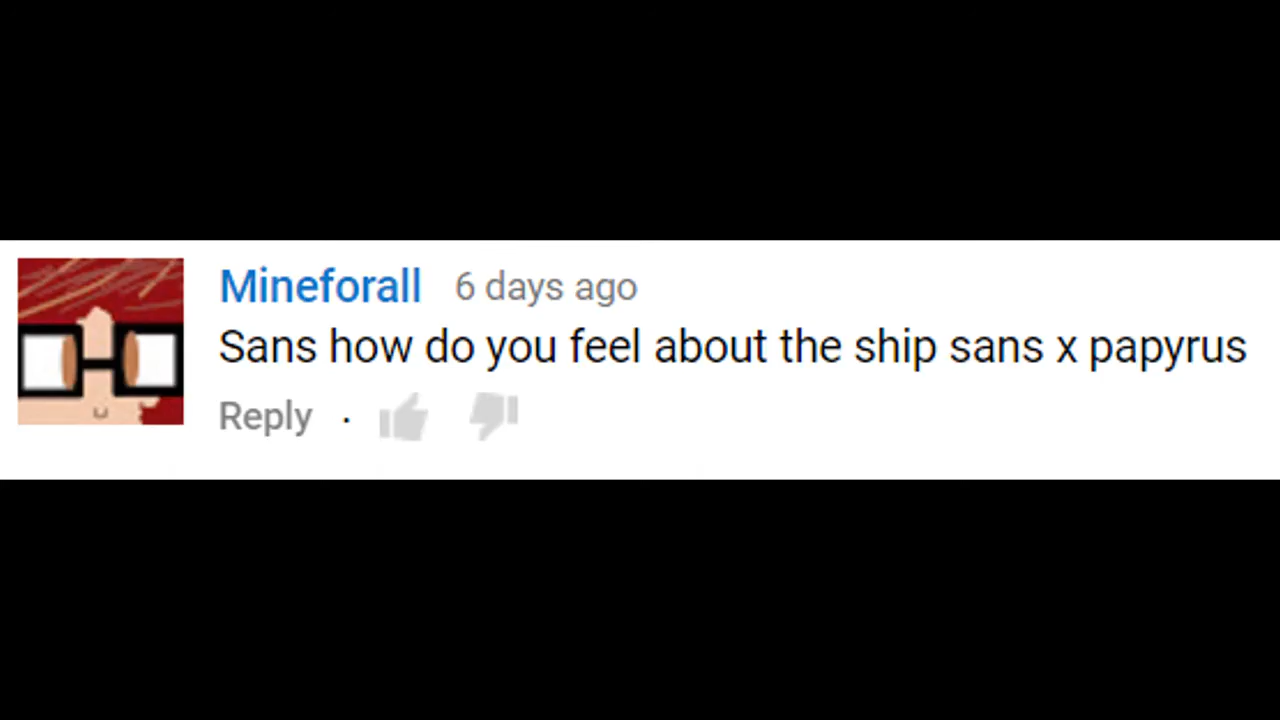 Mineforall 6 days ago
Sans how do you feel about the ship sans x papyrus
Reply ·